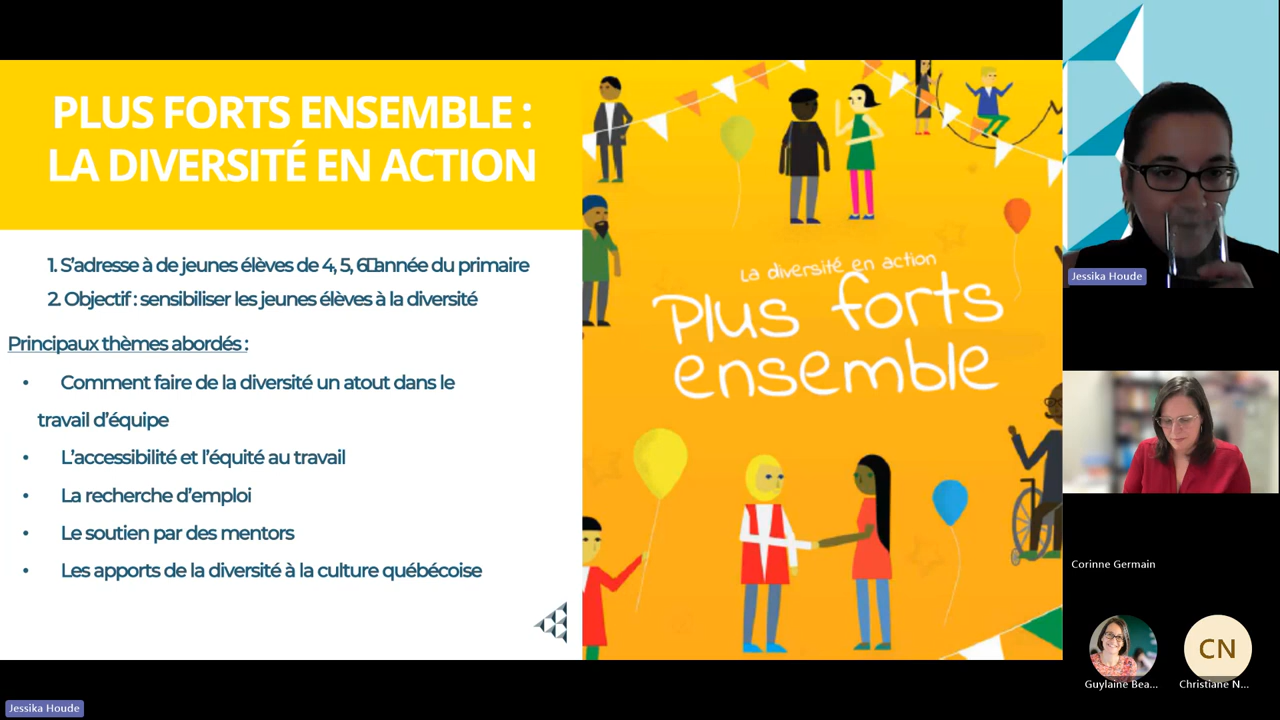 PLUS FORTS ENSEMBLE :
LA DIVERSITÉ EN ACTION
1. S'adresse à de jeunes élèves de 4, 5, 6 année du primaire
2. Objectif : sensibiliser les jeunes élèves à la diversité
Principaux thèmes abordés :
• Comment faire de la diversité un atout dans le
travail d'équipe
• L'accessibilité et l'équité au travail
• La recherche d'emploi
• Le soutien par des mentors
• Les apports de la diversité à la culture québécoise
La diversité en action
Plus forts
ensemble
Jessika Houde
Corinne Germain
CN
Guylaine Bea...
Christiane N...
Jessika Houde